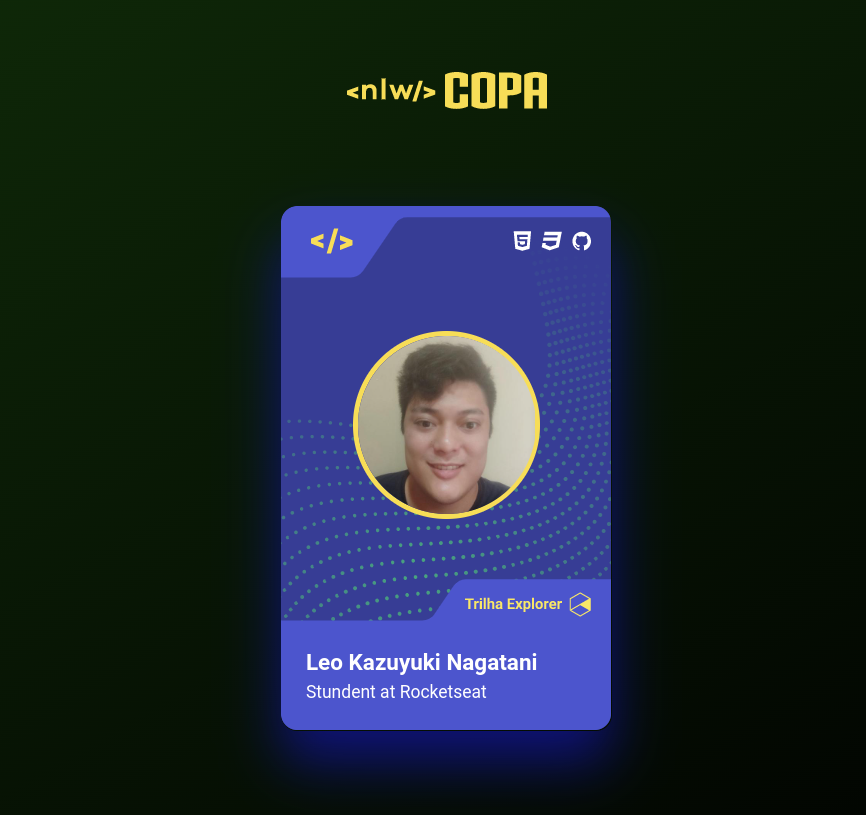 <nlw/> COPA
</>
Trilha Explorer
Leo Kazuyuki Nagatani
Stundent at Rocketseat